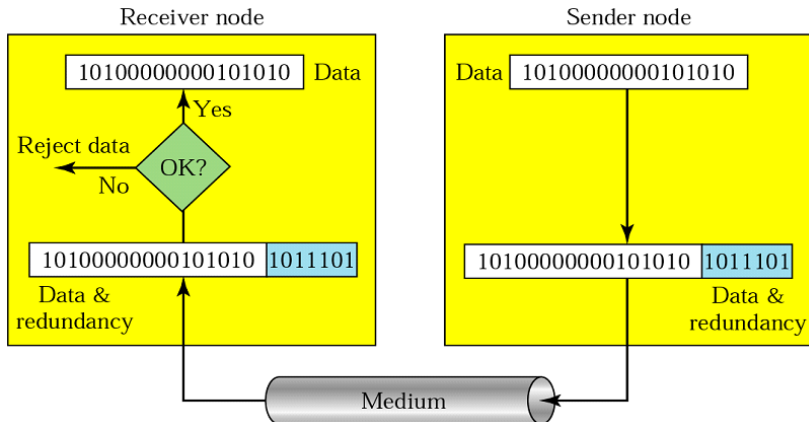 Receiver node
10100000000101010 Data
Yes
Reject data
OK?
No
10100000000101010 1011101
Data &
redundancy
Sender node
Data 10100000000101010
10100000000101010 1011101
Data &
redundancy
Medium